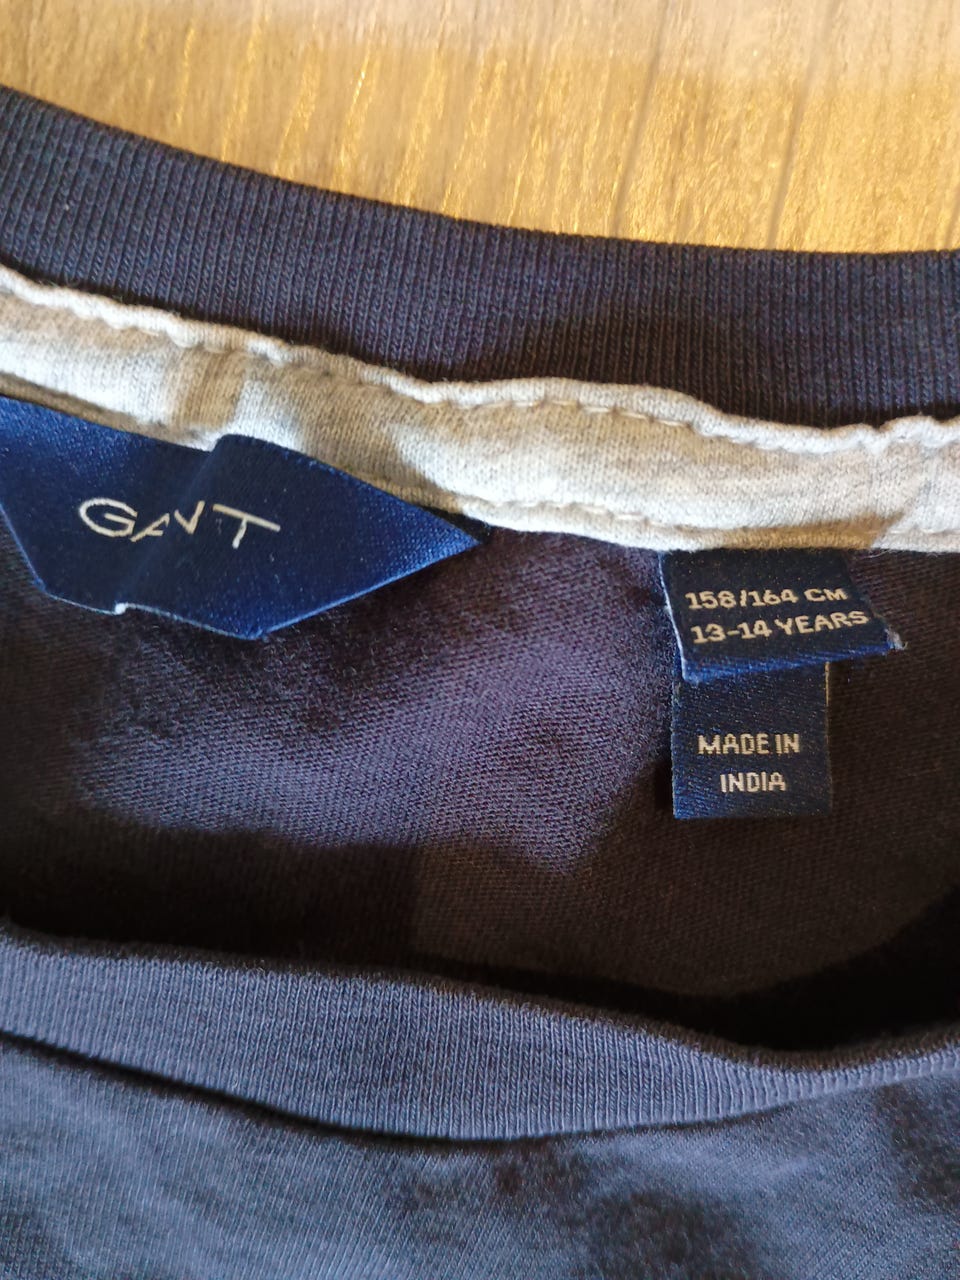 GANT
158/164 CM
13-14 YEARS
MADE IN
INDIA